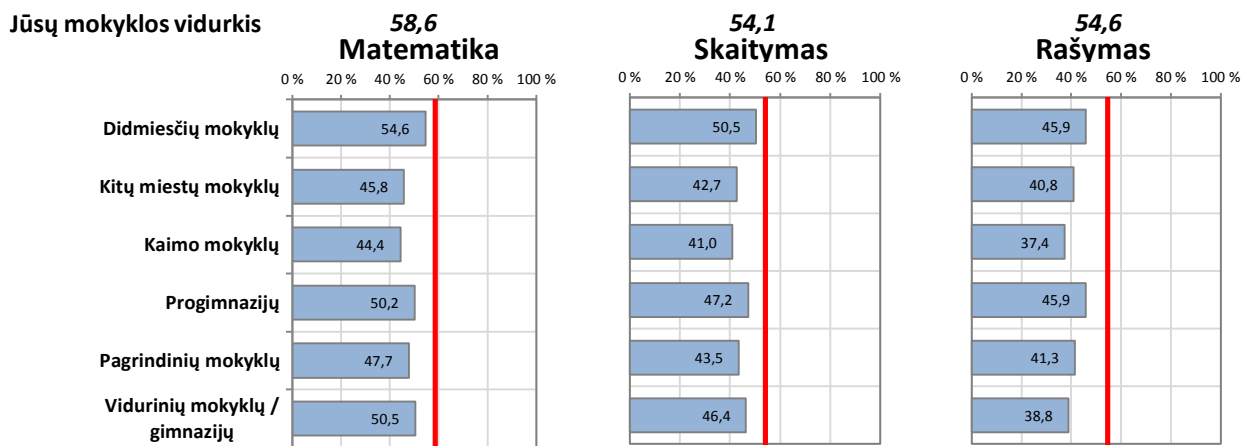 Jūsų mokyklos vidurkis 58,6 54,1 54,6
Matematika Skaitymas Rašymas
0 % 20 % 40 % 60 % 80 % 100 % 0 % 20 % 40 % 60 % 80 % 100 % 0 % 20 % 40 % 60 % 80 % 100 %
Didmiesčių mokyklų 54,6 50,5 45,9
Kitų miestų mokyklų 45,8 42,7 40,8
Kaimo mokyklų 44,4 41,0 37,4
Progimnazijų 50,2 47,2 45,9
Pagrindinių mokyklų 47,7 43,5 41,3
Vidurinių mokyklų /
gimnazijų 50,5 46,4 38,8